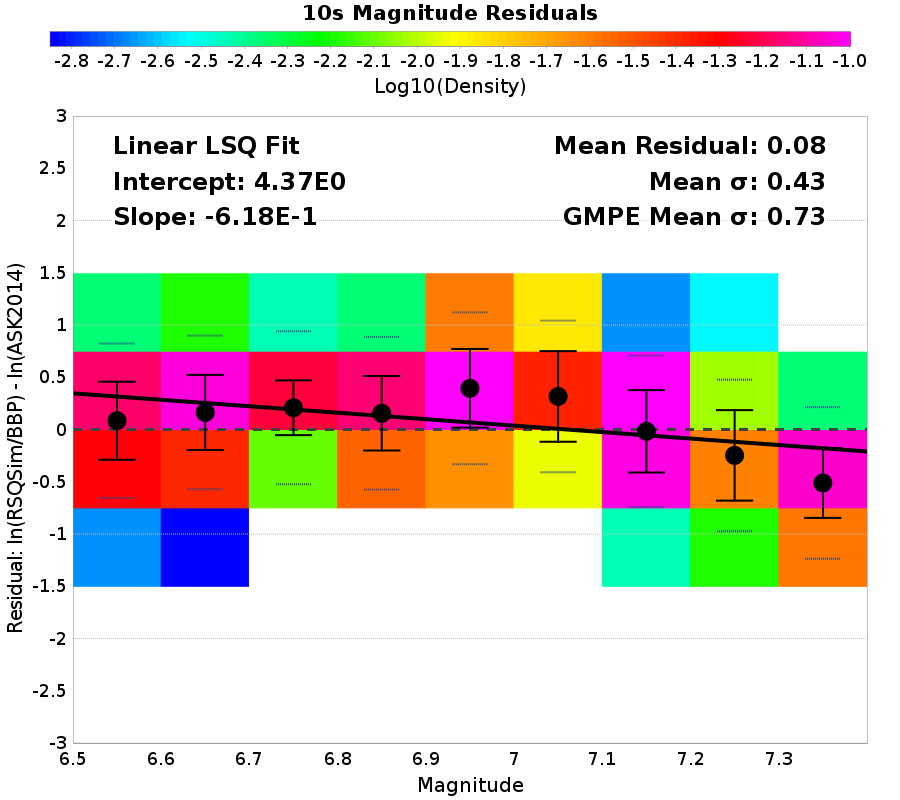 10s Magnitude Residuals
-2.8 -2.7 -2.6 -2.5 -2.4 -2.3 -2.2 -2.1 -2.0 -1.9 -1.8 -1.7 -1.6 -1.5 -1.4 -1.3 -1.2 -1.1 -1.0
Log10(Density)
Linear LSQ Fit
Intercept: 4.37E0
Slope: -6.18E-1
Mean Residual: 0.08
Mean σ: 0.43
GMPE Mean σ: 0.73
Residual: ln(RSQSim/BBP) - ln(ASK2014)
3
2.5
2
1.5
1
0.5
0
-0.5
-1
-1.5
-2
-2.5
-3
6.5 6.6 6.7 6.8 6.9 7 7.1 7.2 7.3
Magnitude